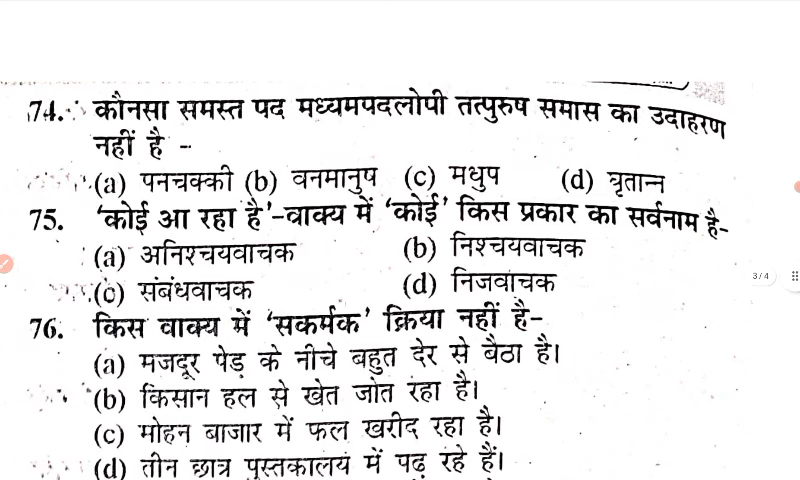 74. कौनसा समस्त पद मध्यमपदलोपी तत्पुरुष समास का उदाहरण
नहीं है -
(a) पनचक्की (b) वनमानुष (c) मधुप (d) घृतान्न
75. 'कोई आ रहा है'-वाक्य में 'कोई' किस प्रकार का सर्वनाम है-
(a) अनिश्चयवाचक (b) निश्चयवाचक
(c) संबंधवाचक (d) निजवाचक
3/4
76. किस वाक्य में 'सकर्मक' क्रिया नहीं है-
(a) मजदूर पेड़ के नीचे बहुत देर से बैठा है।
(b) किसान हल से खेत जोत रहा है।
(c) मोहन बाजार में फल खरीद रहा है।
(d) तीन छात्र पुस्तकालय में पढ़ रहे हैं।